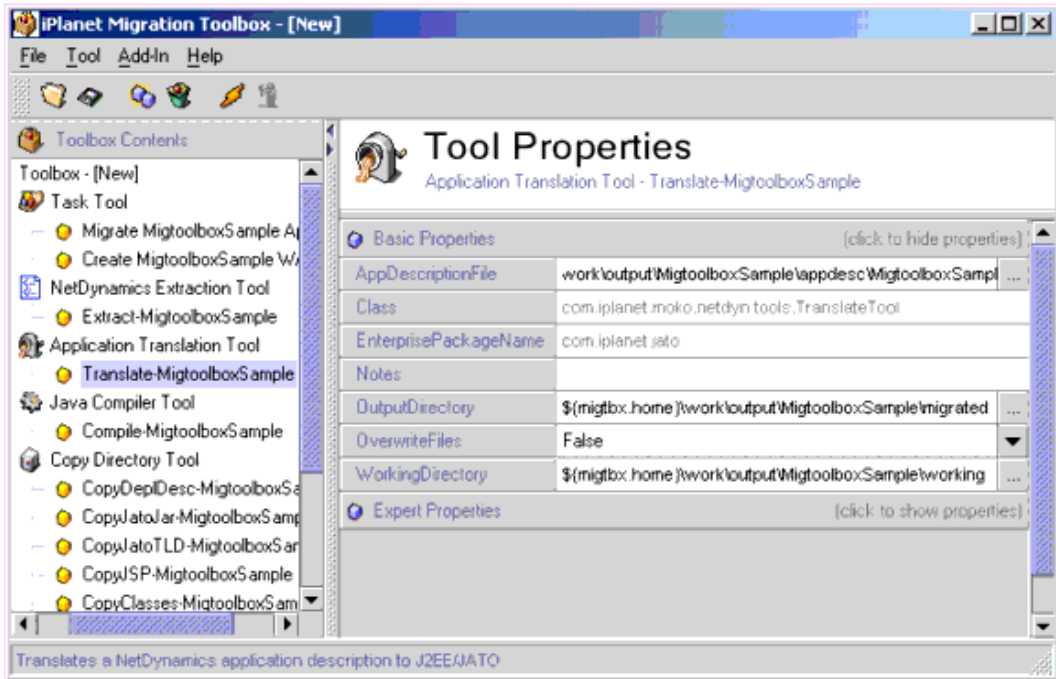 iPlanet Migration Toolbox - [New]
File Tool Add-In Help
Toolbox Contents
Toolbox - [New]
Task Tool
Migrate MigtoolboxSample Ap
Create MigtoolboxSample WA
NetDynamics Extraction Tool
Extract-MigtoolboxSample
Application Translation Tool
Translate-MigtoolboxSample
Java Compiler Tool
Compile-MigtoolboxSample
Copy Directory Tool
CopyDeplDesc-MigtoolboxSa
CopyJatoJar-MigtoolboxSamp
CopyJatoTLD-MigtoolboxSan
CopyJSP-MigtoolboxSample
CopyClasses-MigtoolboxSam
Tool Properties
Application Translation Tool - Translate-MigtoolboxSample
Basic Properties (click to hide properties)
AppDescriptionFile work\output\MigtoolboxSample\appdesc\MigtoolboxSampl ...
Class com.iplanet.moko.netdyn.tools.TranslateTool
EnterprisePackageName com.iplanet.jato
Notes
OutputDirectory ${migtbx.home}\work\output\MigtoolboxSample\migrated ...
OverwriteFiles False
WorkingDirectory ${migtbx.home}\work\output\MigtoolboxSample\working ...
Expert Properties (click to show properties)
Translates a NetDynamics application description to J2EE/JATO